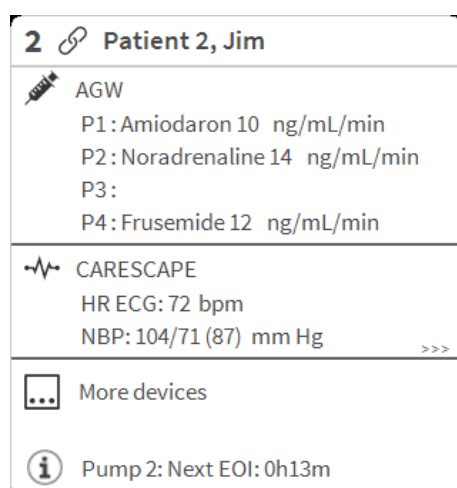 2 Patient 2, Jim
AGW
P1: Amiodaron 10 ng/mL/min
P2: Noradrenaline 14 ng/mL/min
P3:
P4: Frusemide 12 ng/mL/min
CARESCAPE
HR ECG: 72 bpm
NBP: 104/71 (87) mm Hg
>>>
More devices
Pump 2: Next EOI: 0h13m